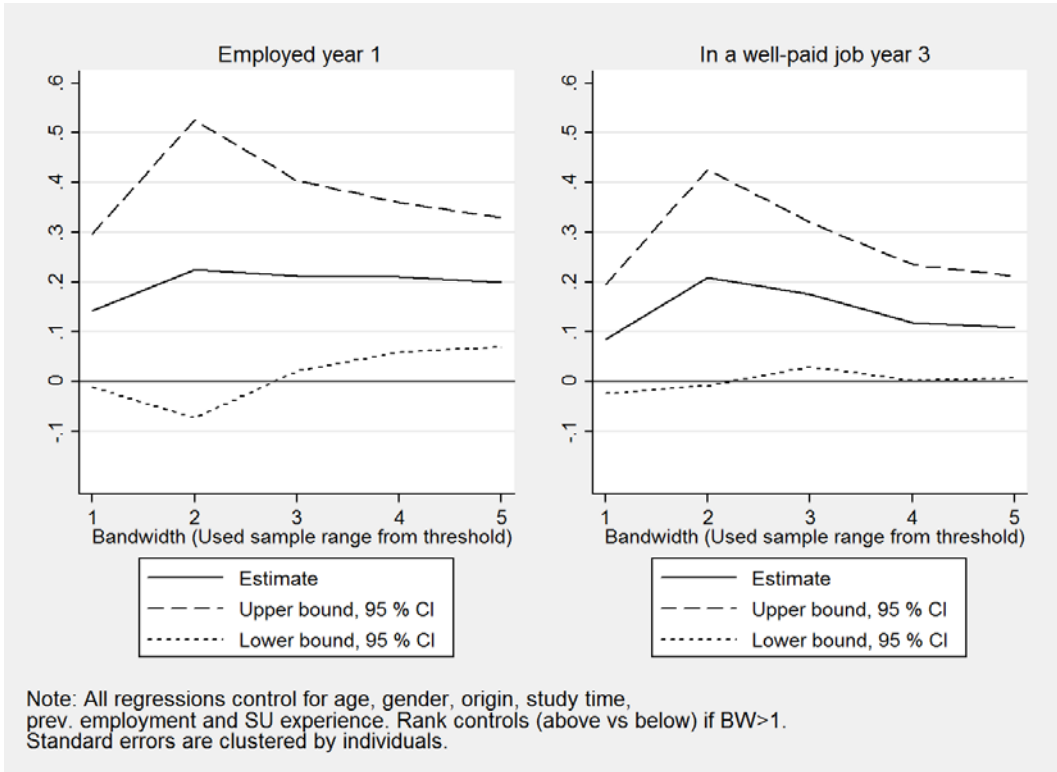 Employed year 1
.6
.5
.4
.3
.2
.1
0
-.1
1 2 3 4 5
Bandwidth (Used sample range from threshold)
Estimate
Upper bound, 95 % CI
Lower bound, 95 % CI
In a well-paid job year 3
.6
.5
.4
.3
.2
.1
0
-.1
1 2 3 4 5
Bandwidth (Used sample range from threshold)
Estimate
Upper bound, 95 % CI
Lower bound, 95 % CI
Note: All regressions control for age, gender, origin, study time,
prev. employment and SU experience. Rank controls (above vs below) if BW>1.
Standard errors are clustered by individuals.